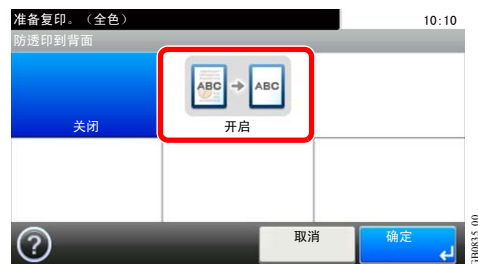 准备复印。（全色）
10:10
防透印到背面
ABC
ABC
关闭
开启
?
取消
确定
GB0835_00